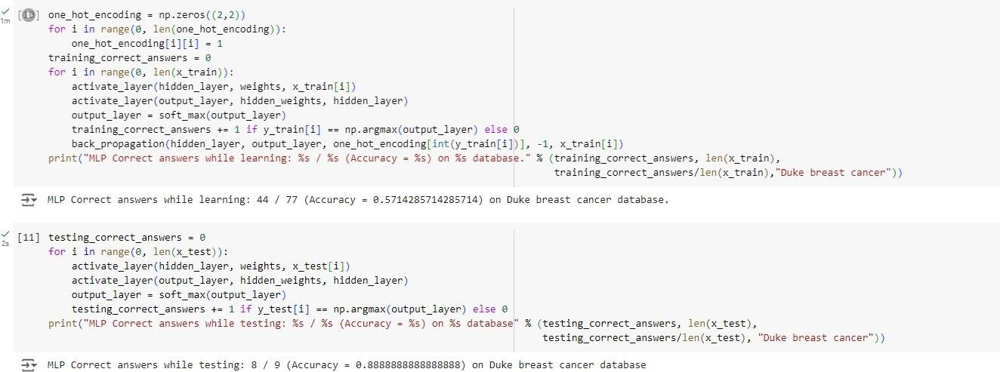 [10] one_hot_encoding = np.zeros((2,2))
1m
for i in range(0, len(one_hot_encoding)):
one_hot_encoding[i][i] = 1
training_correct_answers = 0
for i in range(0, len(x_train)):
activate_layer(hidden_layer, weights, x_train[i])
activate_layer(output_layer, hidden_weights, hidden_layer)
output_layer = soft_max(output_layer)
training_correct_answers += 1 if y_train[i] == np.argmax(output_layer) else 0
back_propagation(hidden_layer, output_layer, one_hot_encoding[int(y_train[i])], -1, x_train[i])
print("MLP Correct answers while learning: %s / %s (Accuracy = %s) on %s database." % (training_correct_answers, len(x_train),
training_correct_answers/len(x_train),"Duke breast cancer"))
MLP Correct answers while learning: 44 / 77 (Accuracy = 0.5714285714285714) on Duke breast cancer database.
[11] testing_correct_answers = 0
2s
for i in range(0, len(x_test)):
activate_layer(hidden_layer, weights, x_test[i])
activate_layer(output_layer, hidden_weights, hidden_layer)
output_layer = soft_max(output_layer)
testing_correct_answers += 1 if y_test[i] == np.argmax(output_layer) else 0
print("MLP Correct answers while testing: %s / %s (Accuracy = %s) on %s database" % (testing_correct_answers, len(x_test),
testing_correct_answers/len(x_test), "Duke breast cancer"))
MLP Correct answers while testing: 8 / 9 (Accuracy = 0.8888888888888888) on Duke breast cancer database